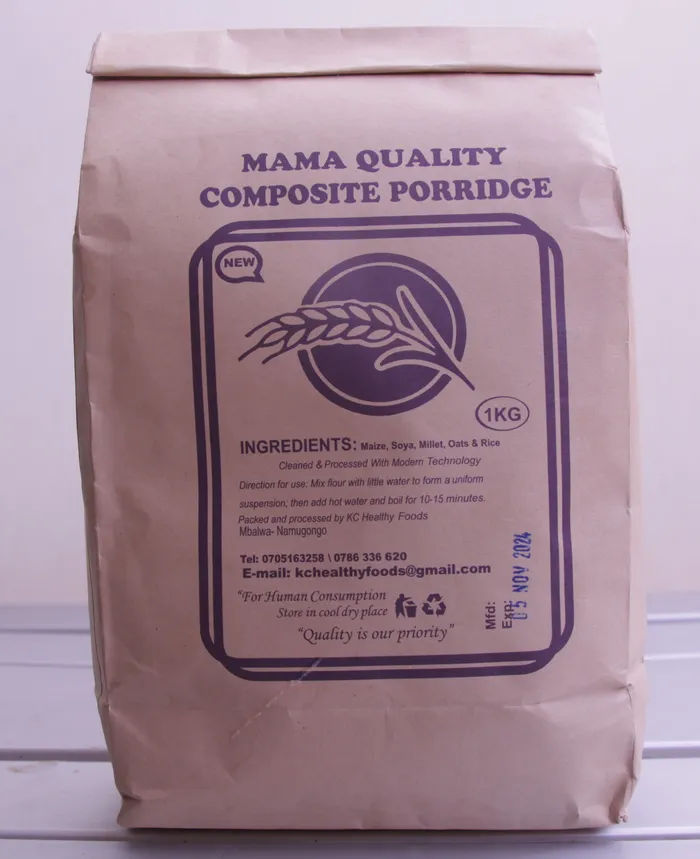 MAMA QUALITY
COMPOSITE PORRIDGE
NEW
1KG
INGREDIENTS: Maize, Soya, Millet, Oats & Rice
Cleaned & Processed With Modern Technology
Direction for use: Mix flour with little water to form a uniform
suspension; then add hot water and boil for 10-15 minutes.
Packed and processed by KC Healthy Foods
Mbalwa- Namugongo
Tel: 0705163258 \ 0786 336 620
E-mail: kchealthyfoods@gmail.com
"For Human Consumption
Store in cool dry place
"Quality is our priority"
Mfd:
Exp:
05 NOV 2024